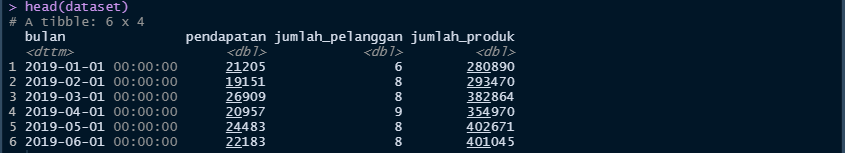 > head(dataset)
# A tibble: 6 x 4
bulan pendapatan jumlah_pelanggan jumlah_produk
<dttm> <dbl> <dbl> <dbl>
1 2019-01-01 00:00:00 21205 6 280890
2 2019-02-01 00:00:00 19151 8 293470
3 2019-03-01 00:00:00 26909 8 382864
4 2019-04-01 00:00:00 20957 9 354970
5 2019-05-01 00:00:00 24483 8 402671
6 2019-06-01 00:00:00 22183 8 401045